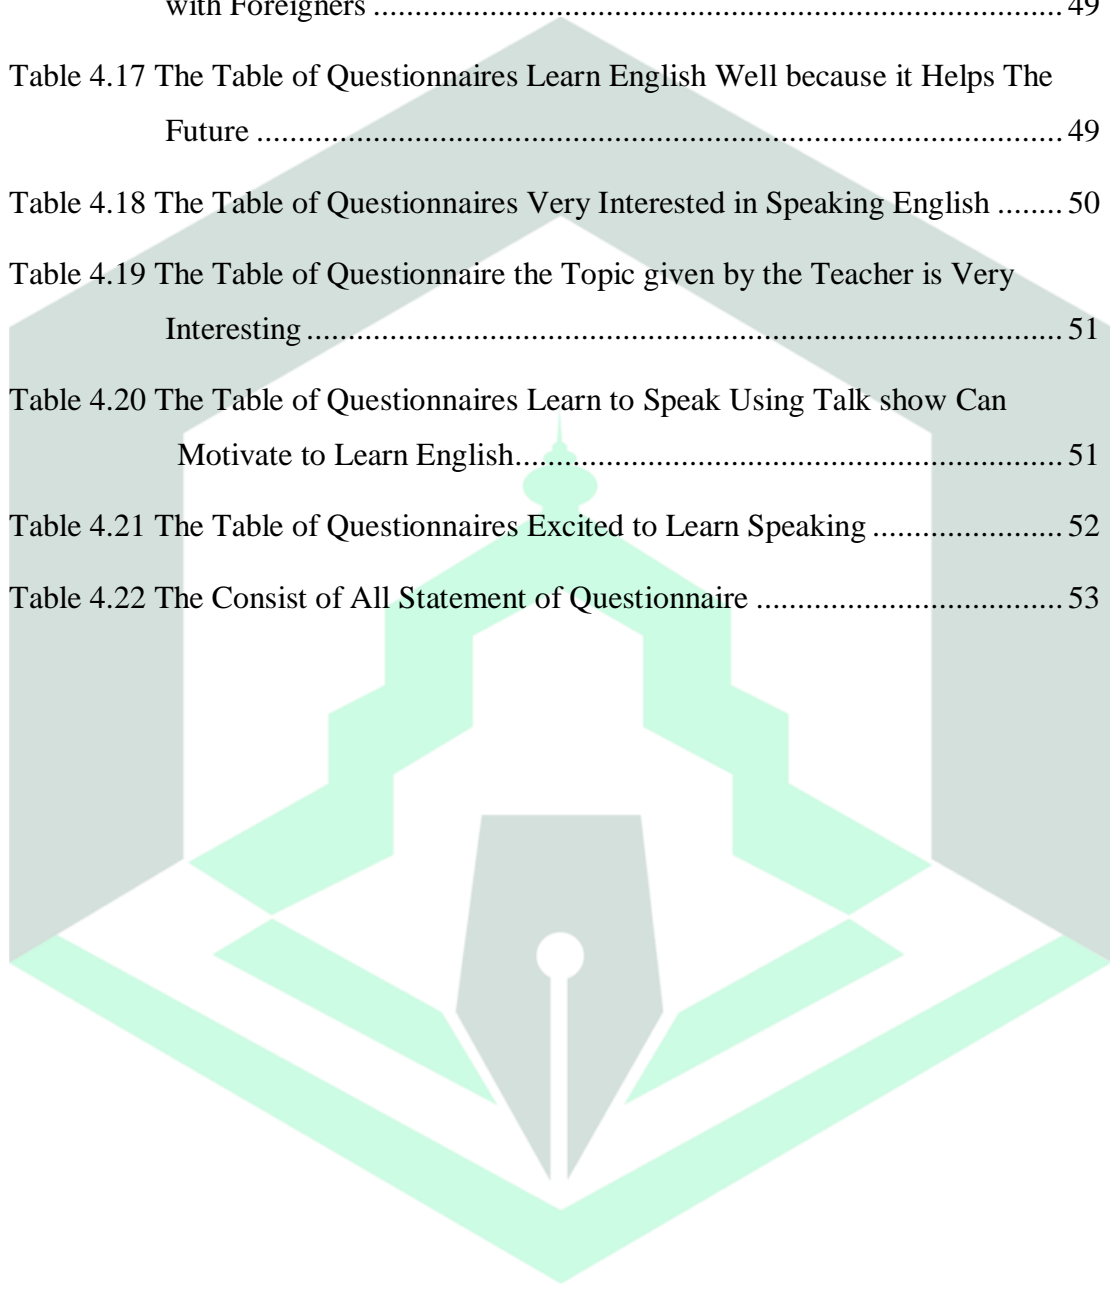 with Foreigners .................................................................................... 49
Table 4.17 The Table of Questionnaires Learn English Well because it Helps The
Future .................................................................................................. 49
Table 4.18 The Table of Questionnaires Very Interested in Speaking English ........ 50
Table 4.19 The Table of Questionnaire the Topic given by the Teacher is Very
Interesting ............................................................................................ 51
Table 4.20 The Table of Questionnaires Learn to Speak Using Talk show Can
Motivate to Learn English................................................................... 51
Table 4.21 The Table of Questionnaires Excited to Learn Speaking ....................... 52
Table 4.22 The Consist of All Statement of Questionnaire ..................................... 53